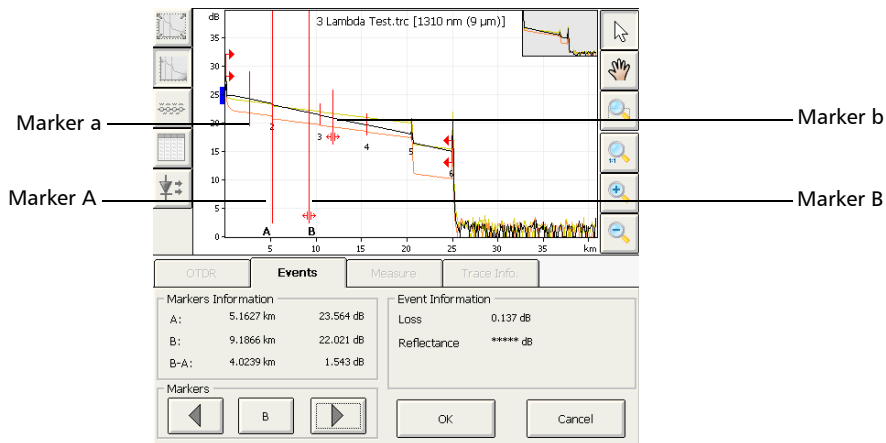 dB
3 Lambda Test.trc [1310 nm (9 µm)]
35
30
25
20
15
10
5
0
5
10
15
20
25
30
35
km
2
3
4
5
6
A
B
1:1
Marker a
Marker b
Marker A
Marker B
OTDR
Events
Measure
Trace Info.
Markers Information
A: 5.1627 km 23.564 dB
B: 9.1866 km 22.021 dB
B-A: 4.0239 km 1.543 dB
Event Information
Loss 0.137 dB
Reflectance ***** dB
Markers
B
OK
Cancel